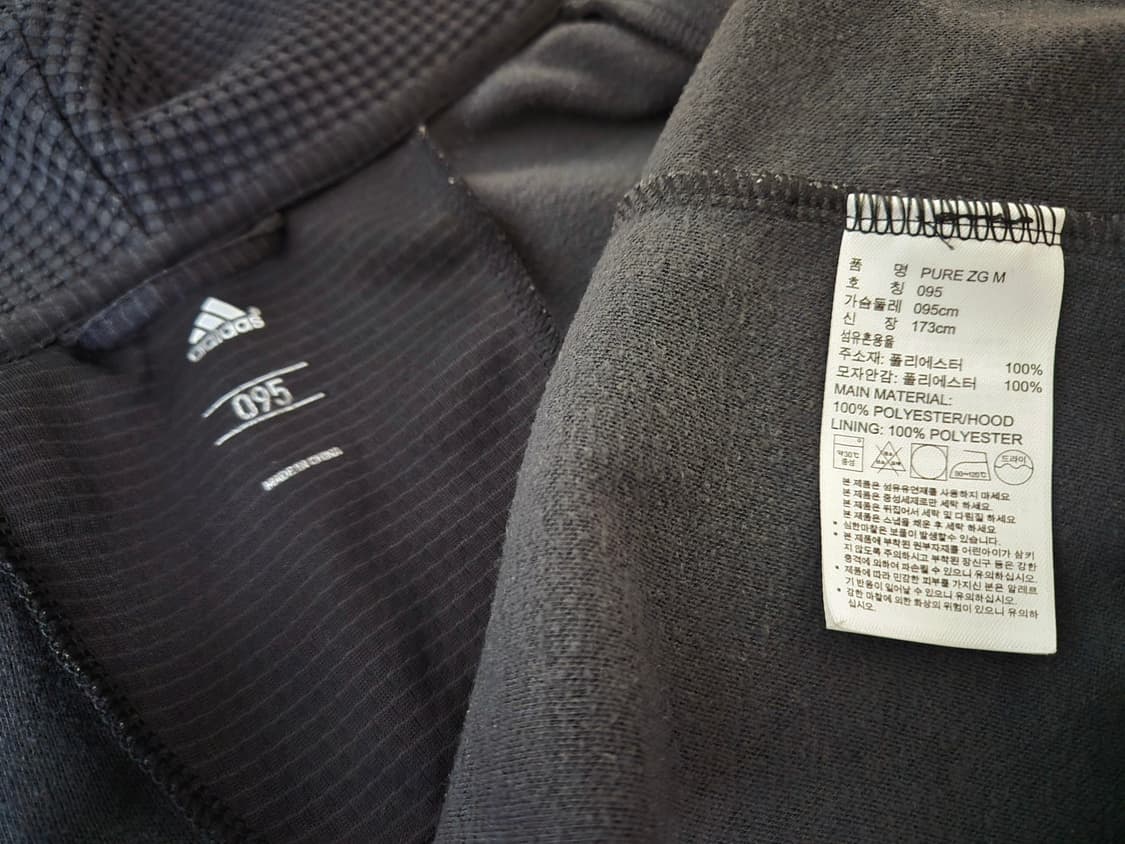 adidas
095
MADE IN CHINA
품 명 PURE ZG M
호 칭 095
가슴둘레 095cm
신 장 173cm
섬유혼용율
주소재: 폴리에스터 100%
모자안감: 폴리에스터 100%
MAIN MATERIAL:
100% POLYESTER/HOOD
LINING: 100% POLYESTER
약30℃
중성
80~120℃
드라이
본 제품은 섬유유연제를 사용하지 마세요
본 제품은 중성세제로만 세탁 하세요.
본 제품은 뒤집어서 세탁 및 다림질 하세요
본 제품은 스냅을 채운 후 세탁 하세요
• 심한마찰은 보풀이 발생할수 있습니다.
• 본 제품에 부착된 원부자재를 어린아이가 삼키
지 않도록 주의하시고 부착된 장신구 등은 강한
충격에 의하여 파손될 수 있으니 유의하십시오.
• 제품에 따라 민감한 피부를 가지신 분은 알레르
기 반응이 일어날 수 있으니 유의하십시오.
• 강한 마찰에 의한 화상의 위험이 있으니 유의하
십시오.